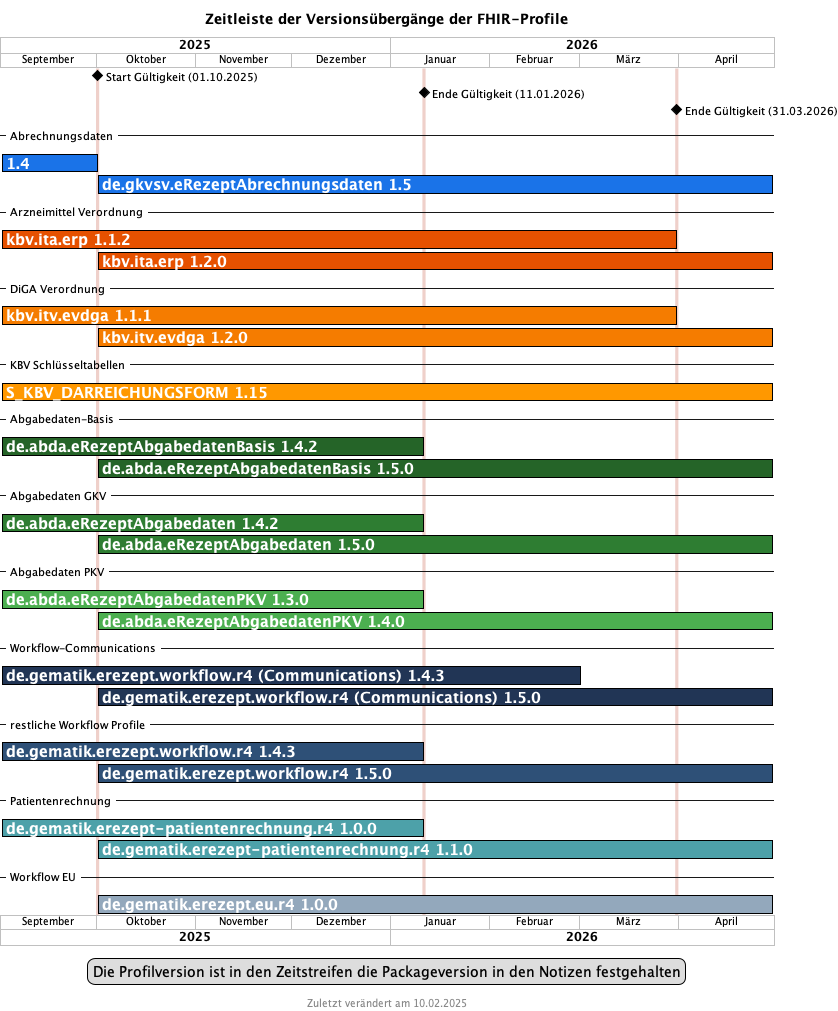 Zeitleiste der Versionsübergänge der FHIR-Profile
2025 2026
September Oktober November Dezember Januar Februar März April
Start Gültigkeit (01.10.2025)
Ende Gültigkeit (11.01.2026)
Ende Gültigkeit (31.03.2026)
Abrechnungsdaten
1.4
de.gkvsv.eRezeptAbrechnungsdaten 1.5
Arzneimittel Verordnung
kbv.ita.erp 1.1.2
kbv.ita.erp 1.2.0
DiGA Verordnung
kbv.itv.evdga 1.1.1
kbv.itv.evdga 1.2.0
KBV Schlüsseltabellen
S_KBV_DARREICHUNGSFORM 1.15
Abgabedaten-Basis
de.abda.eRezeptAbgabedatenBasis 1.4.2
de.abda.eRezeptAbgabedatenBasis 1.5.0
Abgabedaten GKV
de.abda.eRezeptAbgabedaten 1.4.2
de.abda.eRezeptAbgabedaten 1.5.0
Abgabedaten PKV
de.abda.eRezeptAbgabedatenPKV 1.3.0
de.abda.eRezeptAbgabedatenPKV 1.4.0
Workflow-Communications
de.gematik.erezept.workflow.r4 (Communications) 1.4.3
de.gematik.erezept.workflow.r4 (Communications) 1.5.0
restliche Workflow Profile
de.gematik.erezept.workflow.r4 1.4.3
de.gematik.erezept.workflow.r4 1.5.0
Patientenrechnung
de.gematik.erezept-patientenrechnung.r4 1.0.0
de.gematik.erezept-patientenrechnung.r4 1.1.0
Workflow EU
de.gematik.erezept.eu.r4 1.0.0
September Oktober November Dezember Januar Februar März April
2025 2026
Die Profilversion ist in den Zeitstreifen die Packageversion in den Notizen festgehalten
Zuletzt verändert am 10.02.2025